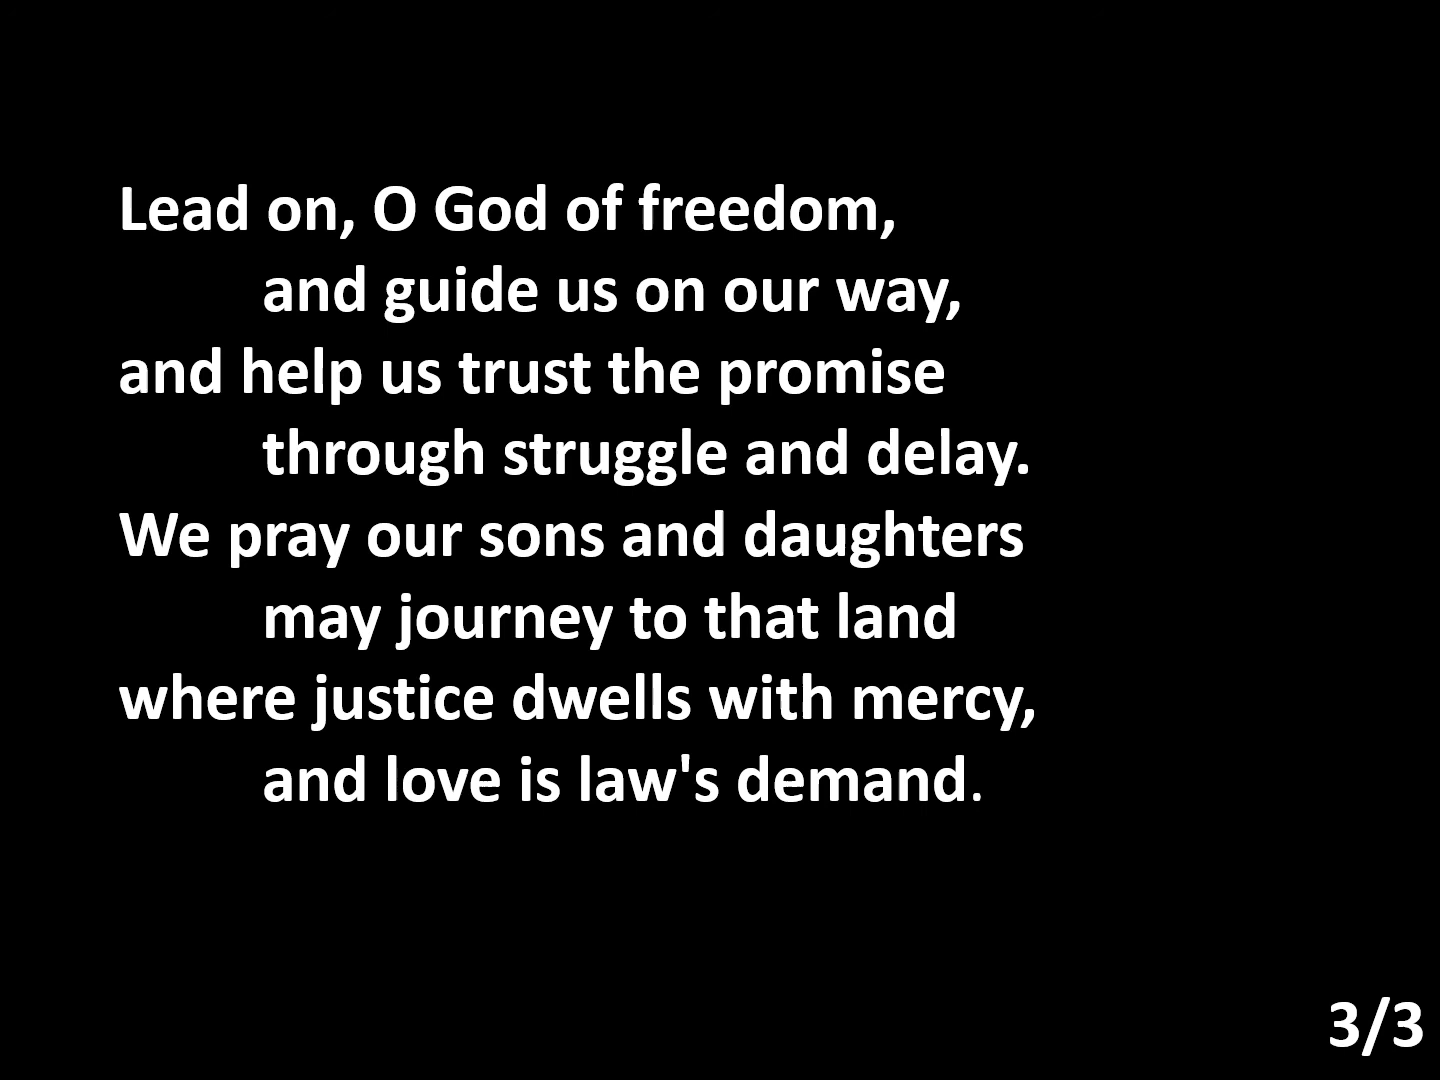 Lead on, O God of freedom,
and guide us on our way,
and help us trust the promise
through struggle and delay.
We pray our sons and daughters
may journey to that land
where justice dwells with mercy,
and love is law's demand.
3/3